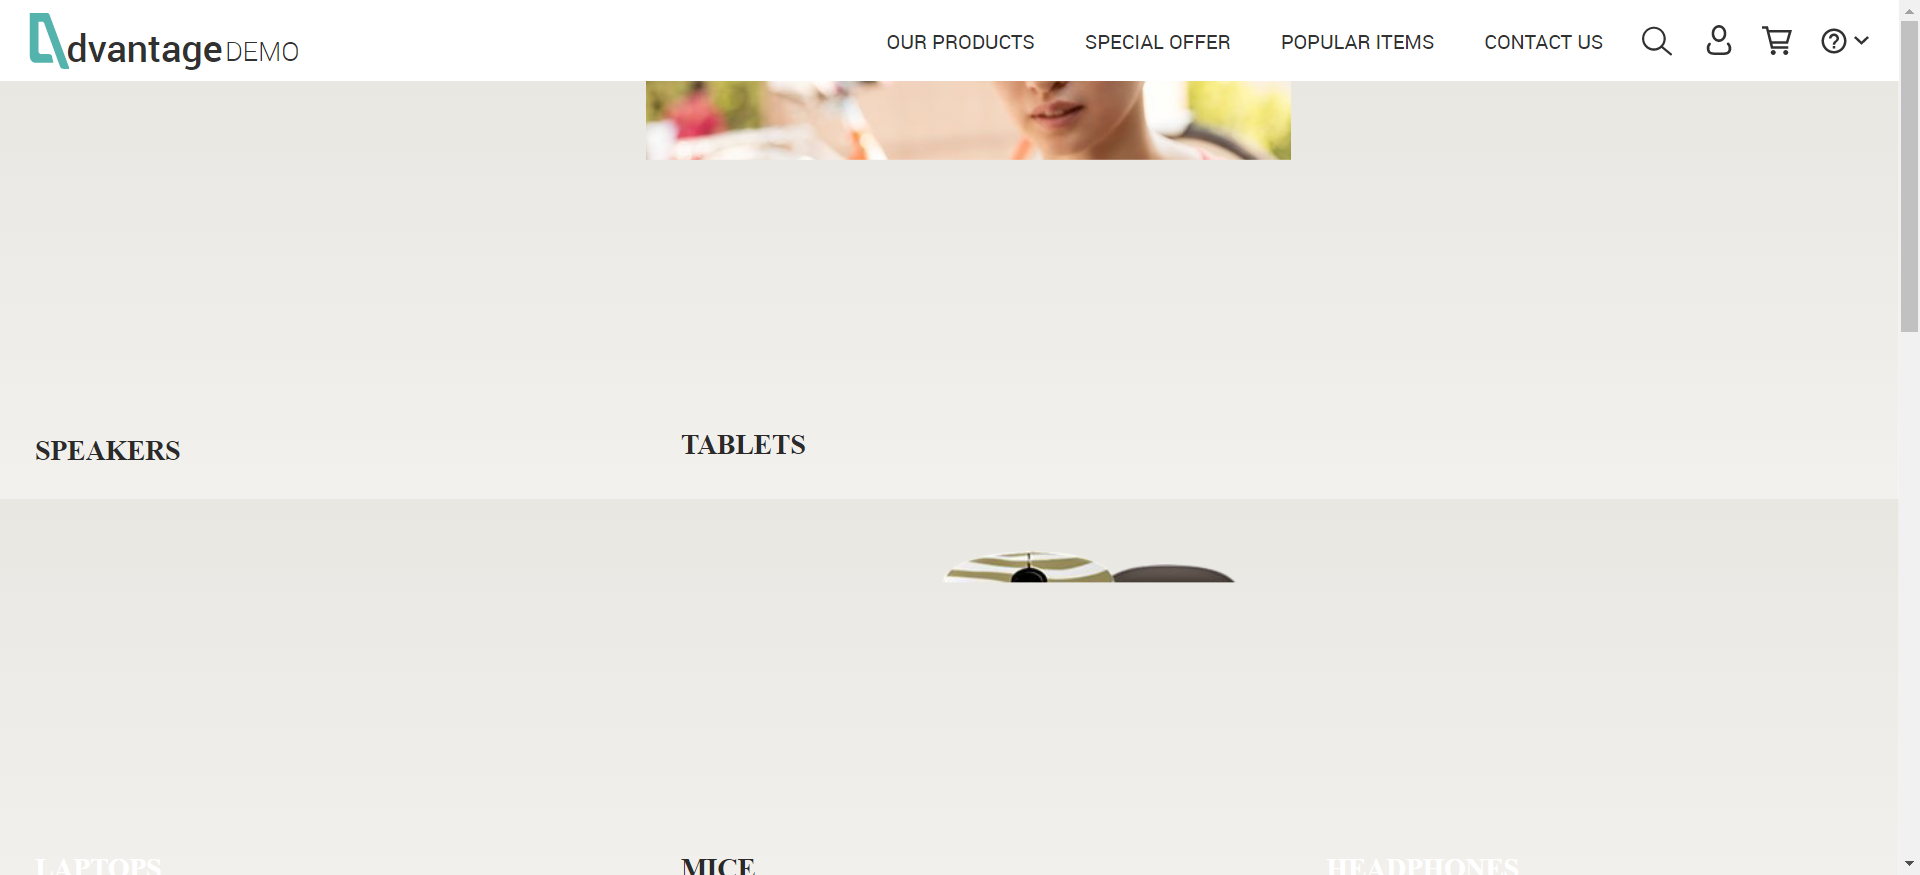 dvantage DEMO
OUR PRODUCTS
SPECIAL OFFER
POPULAR ITEMS
CONTACT US
SPEAKERS
TABLETS
LAPTOPS
MICE
HEADPHONES